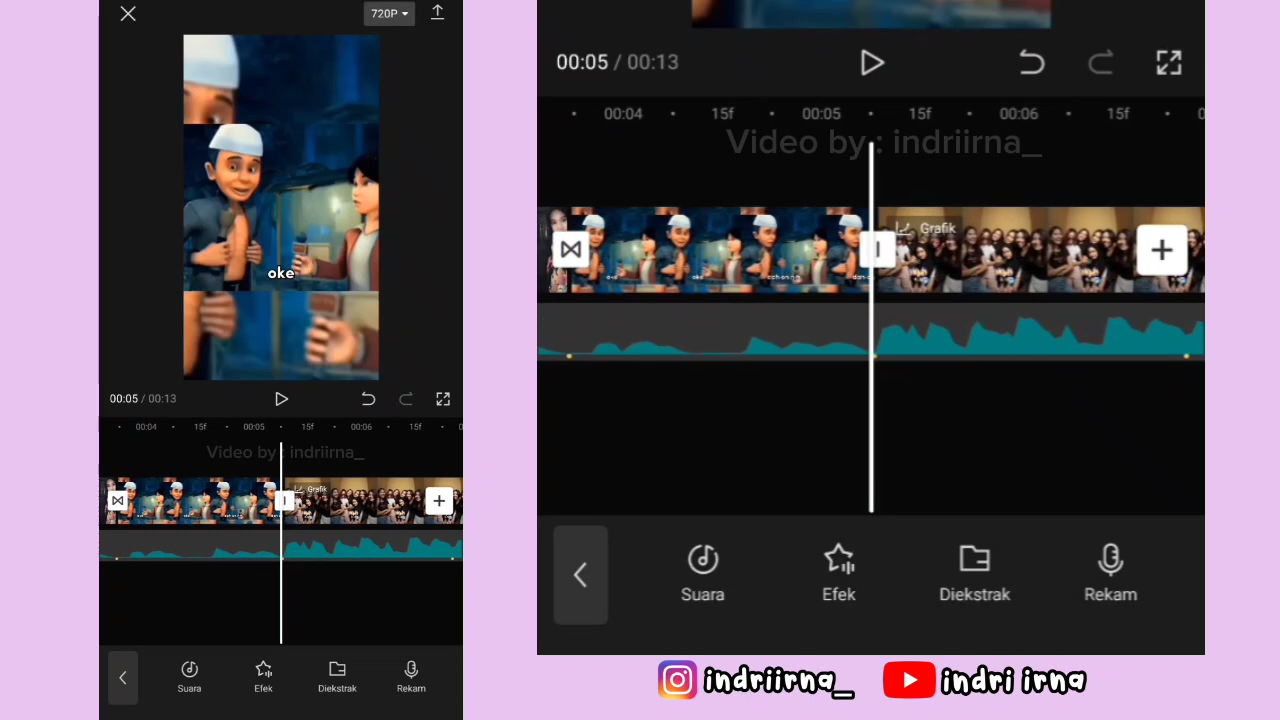 720P
oke
00:05 / 00:13
00:04 15f 00:05 15f 00:06 15f
Video by : indriirna_
Grafik
Suara Efek Diekstrak Rekam
00:05 / 00:13
00:04 15f 00:05 15f 00:06 15f
Video by : indriirna_
Grafik
Suara Efek Diekstrak Rekam
indriirna_ indri irna